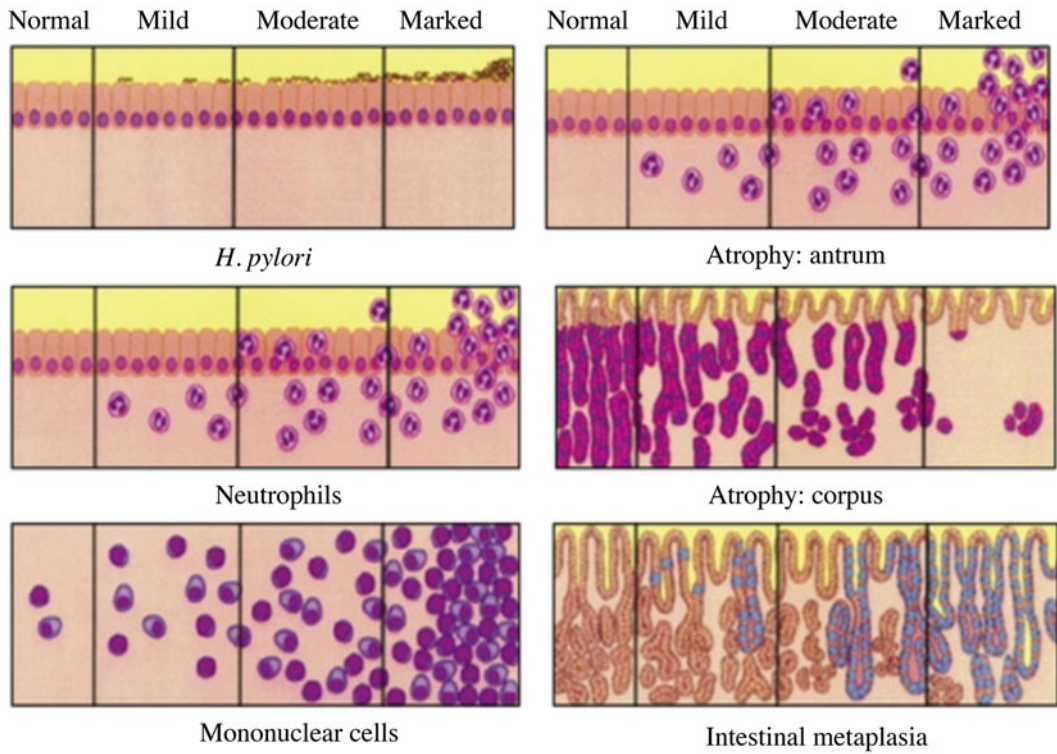 Normal Mild Moderate Marked
Normal Mild Moderate Marked
H. pylori
Atrophy: antrum
Neutrophils
Atrophy: corpus
Mononuclear cells
Intestinal metaplasia